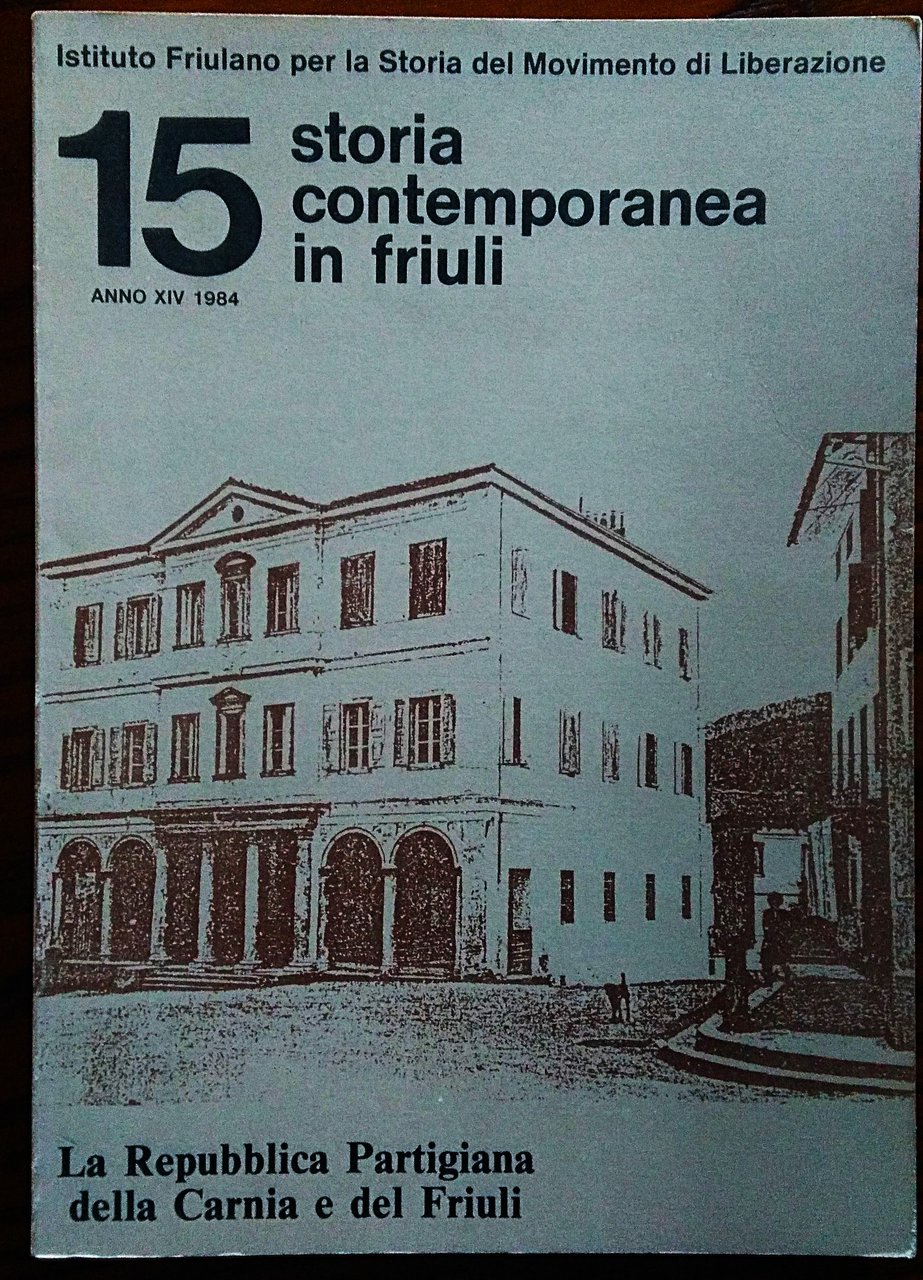 Istituto Friulano per la Storia del Movimento di Liberazione
15
storia
contemporanea
in friuli
ANNO XIV 1984
La Repubblica Partigiana
della Carnia e del Friuli